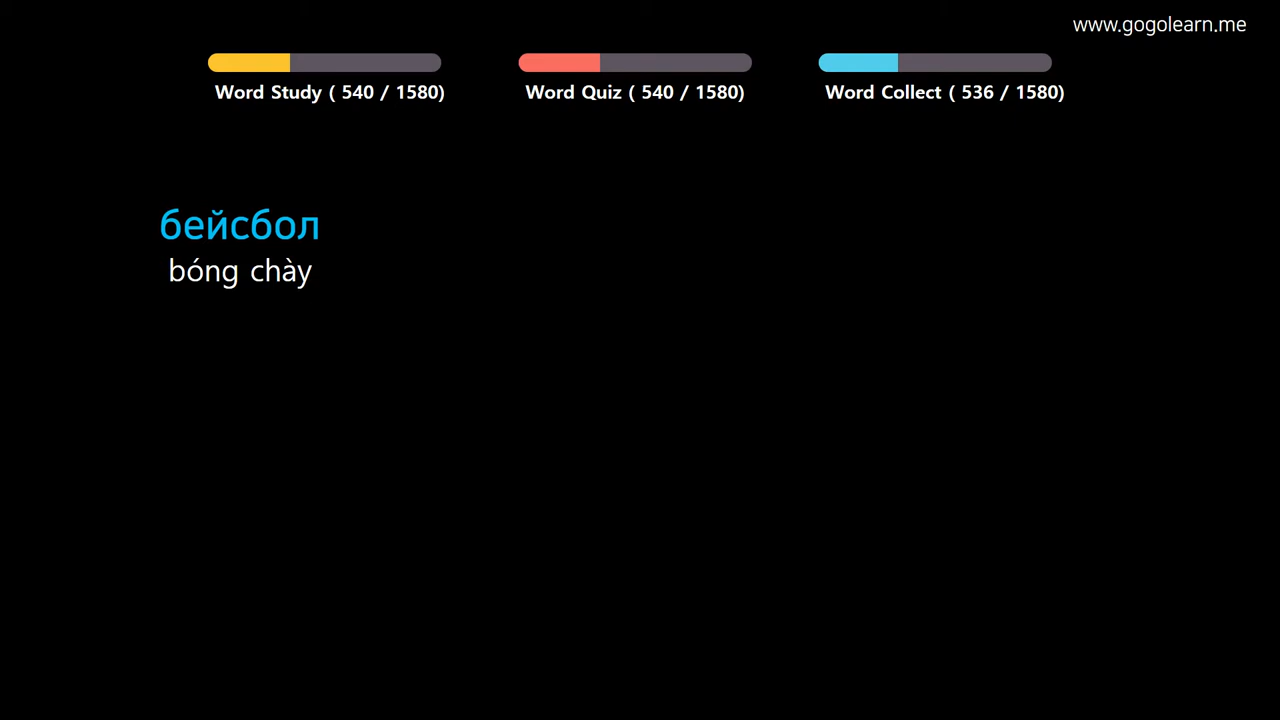 www.gogolearn.me
Word Study ( 540 / 1580)
Word Quiz ( 540 / 1580)
Word Collect ( 536 / 1580)
бейсбол
bóng chày